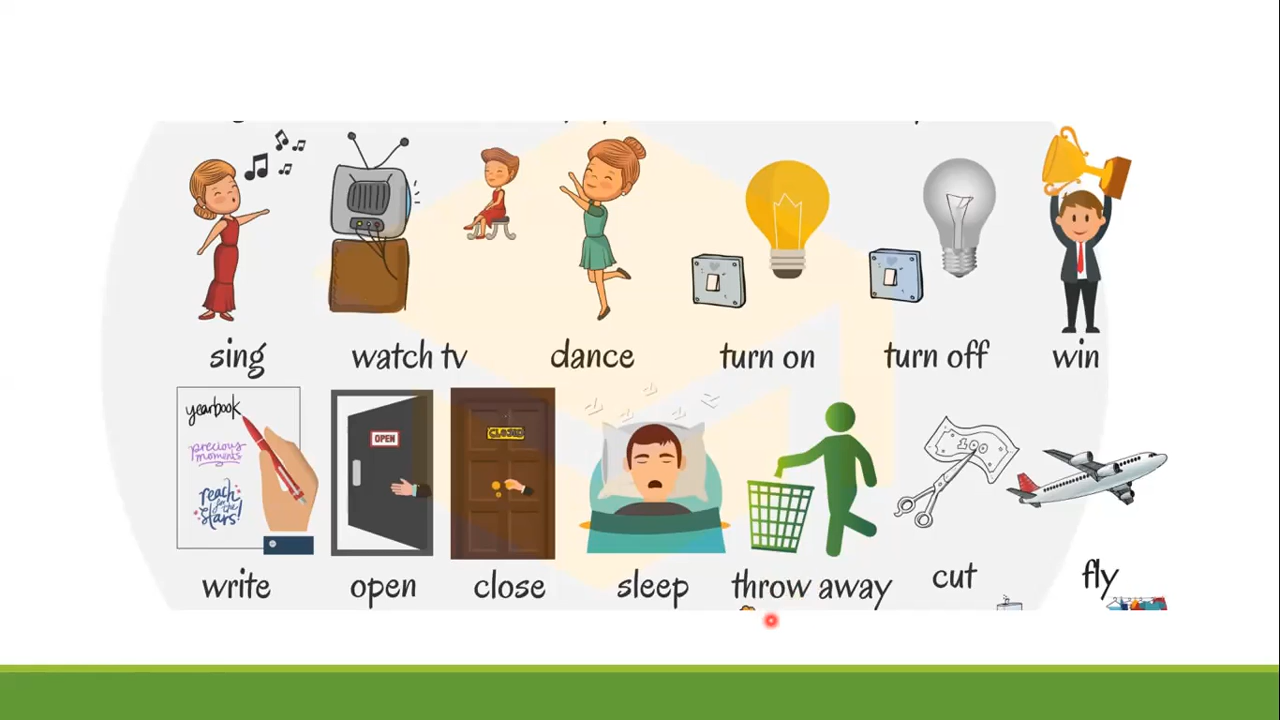 sing watch tv dance turn on turn off win
yearbook
precious
moments
reach
for the
stars!
OPEN
CLOSED
100
write open close sleep throw away cut fly